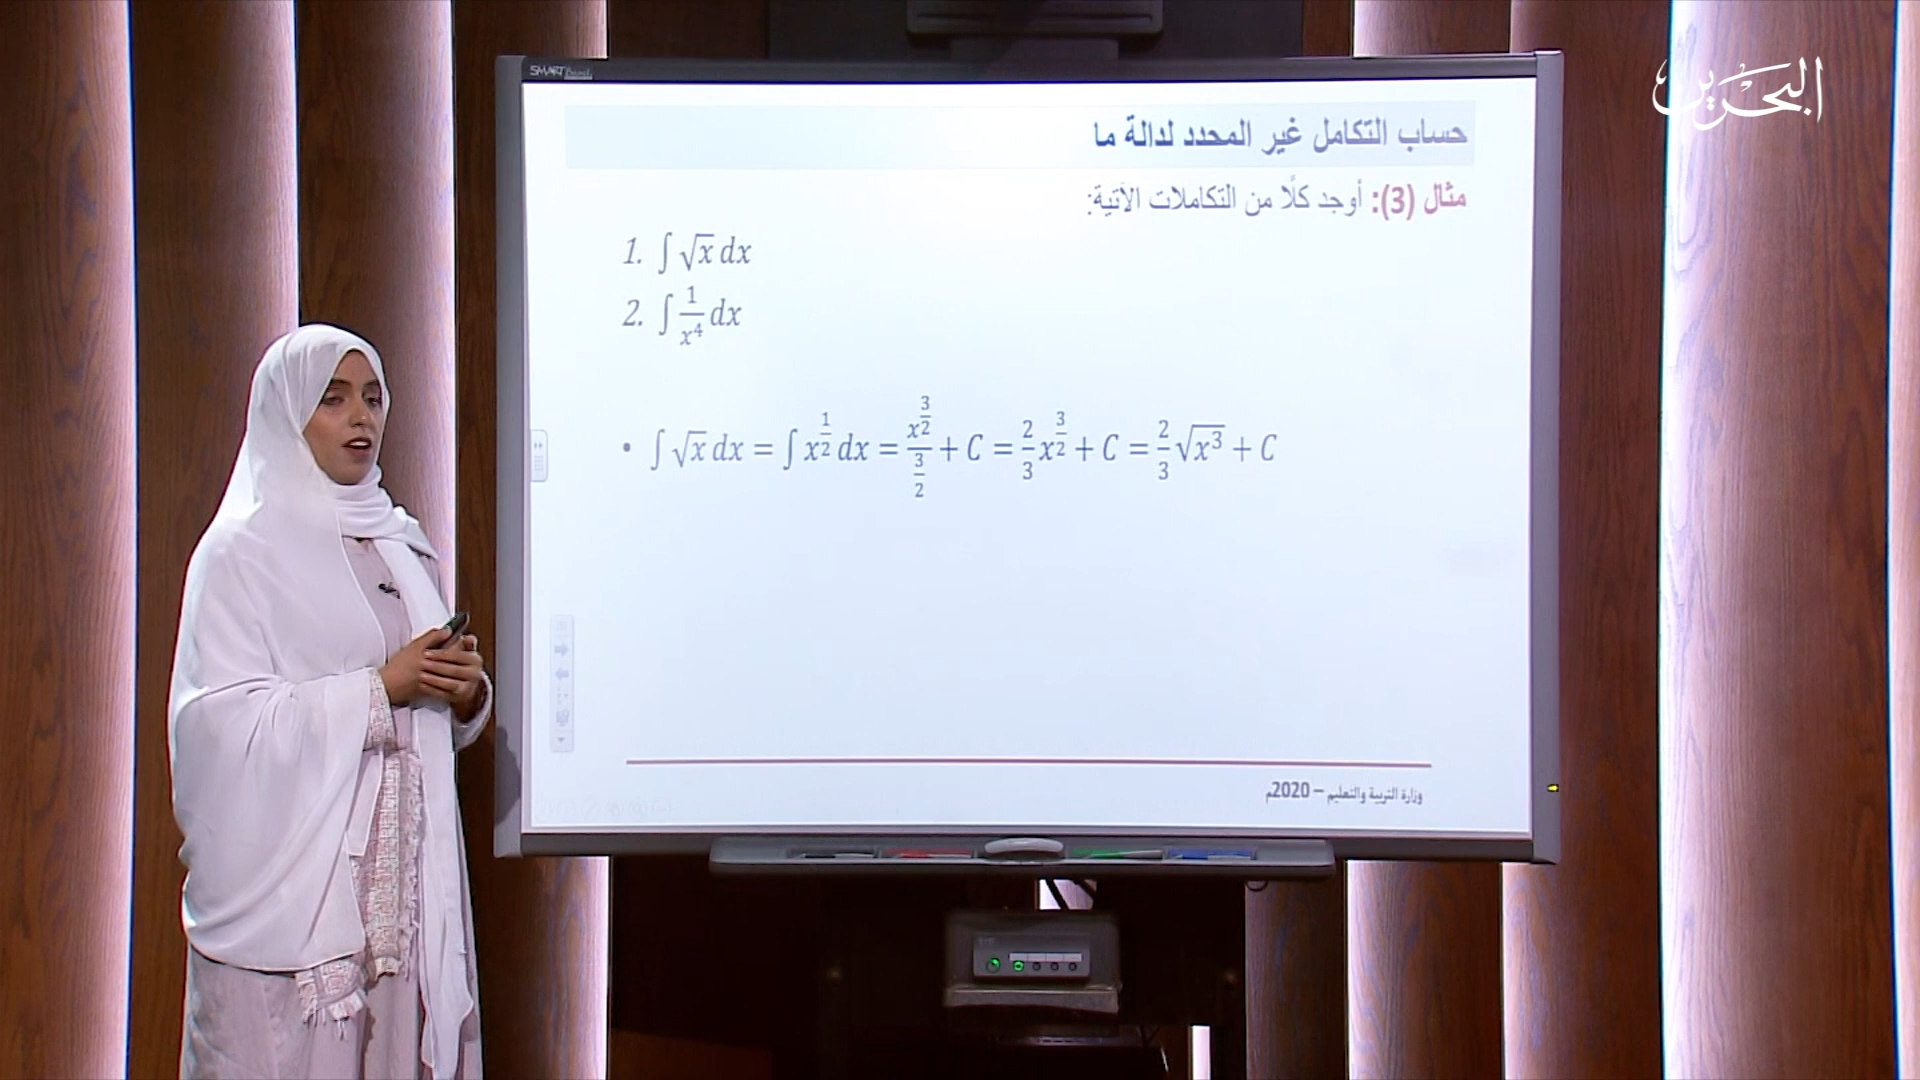 SMART Board
البحرين
حساب التكامل غير المحدد لدالة ما
مثال (3): أوجد كلًا من التكاملات الآتية:
1. ∫ √x dx
2. ∫ 1/x⁴ dx
• ∫ √x dx = ∫ x^(1/2) dx = x^(3/2)/(3/2) + C = 2/3 x^(3/2) + C = 2/3 √x³ + C
وزارة التربية والتعليم – 2020م